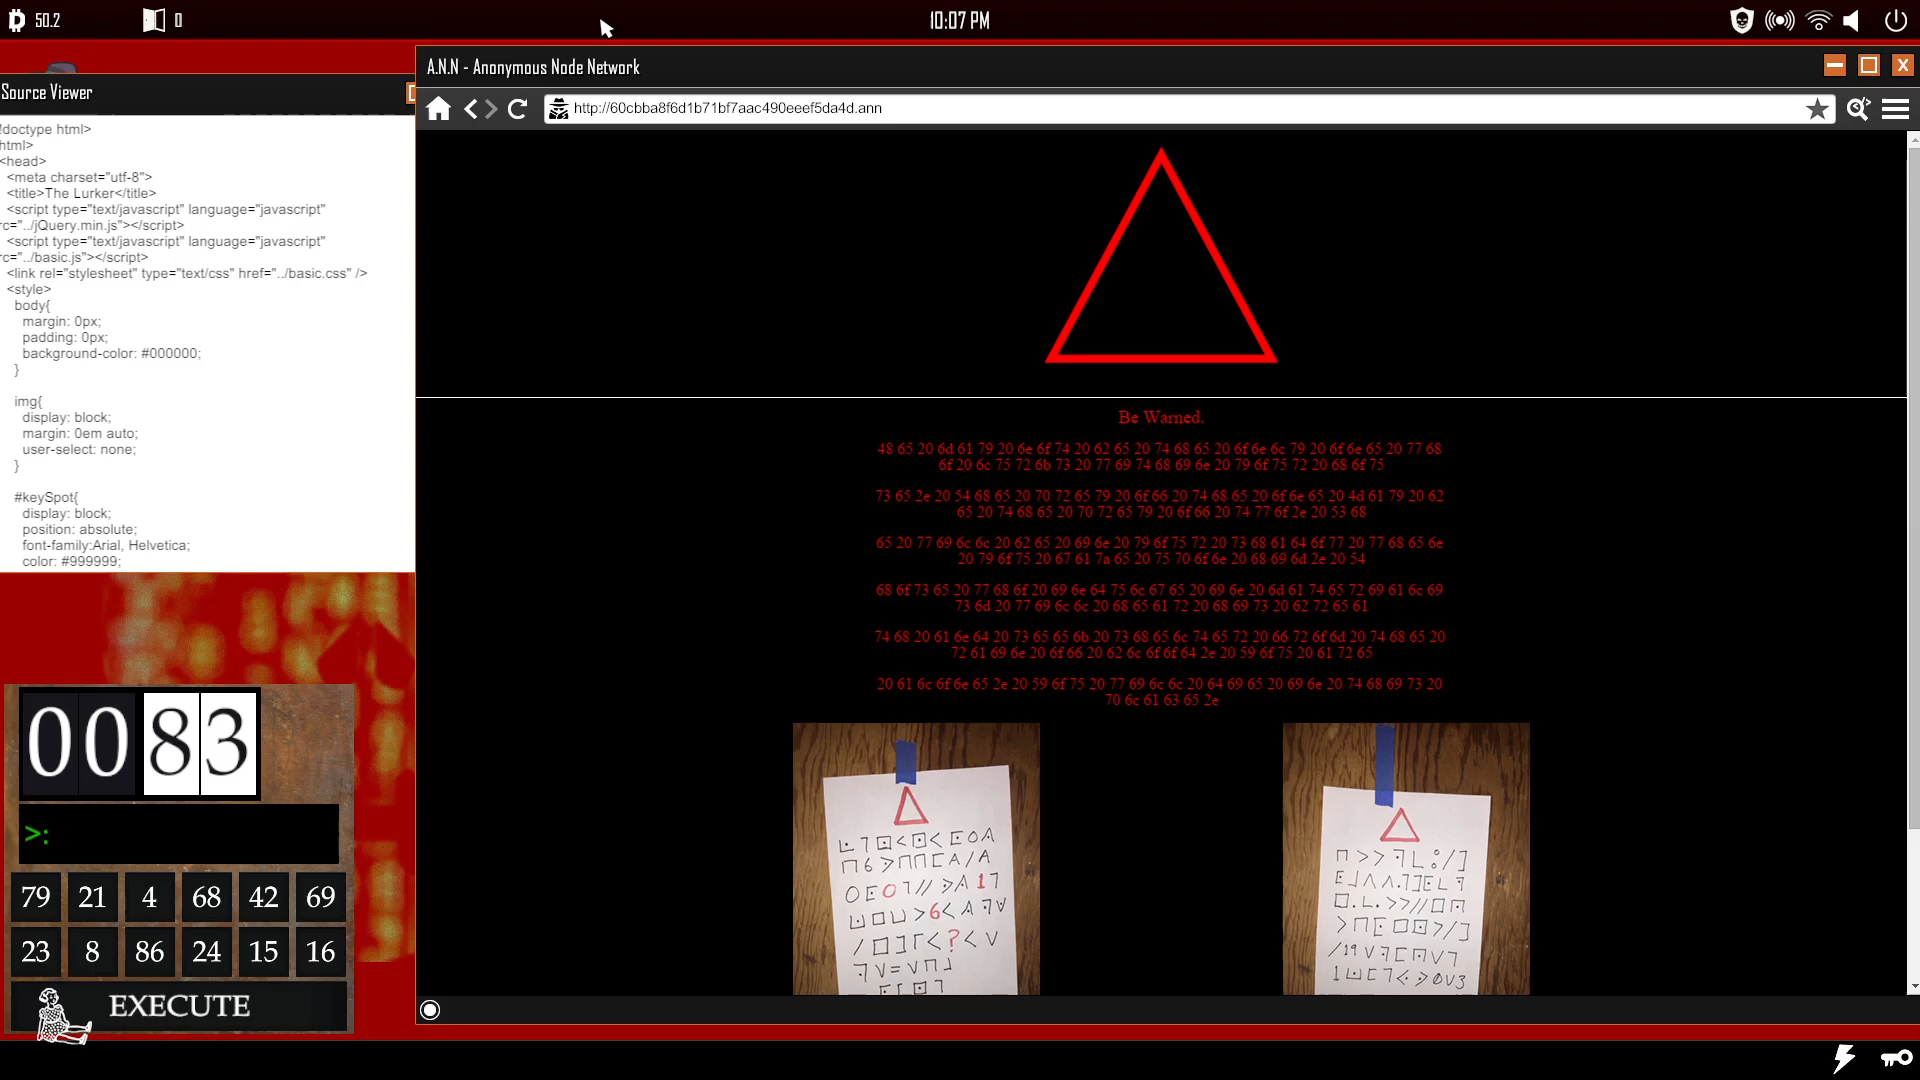 50.2
0
10:07 PM
A.N.N - Anonymous Node Network
http://60cbba8f6d1b71bf7aac490eeef5da4d.ann
Source Viewer
!doctype html>
html>
<head>
<meta charset="utf-8">
<title>The Lurker</title>
<script type="text/javascript" language="javascript"
rc="../jQuery.min.js"></script>
<script type="text/javascript" language="javascript"
rc="../basic.js"></script>
<link rel="stylesheet" type="text/css" href="../basic.css" />
<style>
body{
margin: 0px;
padding: 0px;
background-color: #000000;
}
img{
display: block;
margin: 0em auto;
user-select: none;
}
#keySpot{
display: block;
position: absolute;
font-family:Arial, Helvetica;
color: #999999;
Be Warned.
48 65 20 6d 61 79 20 6e 6f 74 20 62 65 20 74 68 65 20 6f 6e 6c 79 20 6f 6e 65 20 77 68
6f 20 6c 75 72 6b 73 20 77 69 74 68 69 6e 20 79 6f 75 72 20 68 6f 75
73 65 2e 20 54 68 65 20 70 72 65 79 20 6f 66 20 74 68 65 20 6f 6e 65 20 4d 61 79 20 62
65 20 74 68 65 20 70 72 65 79 20 6f 66 20 74 77 6f 2e 20 53 68
65 20 77 69 6c 6c 20 62 65 20 69 6e 20 79 6f 75 72 20 73 68 61 64 6f 77 20 77 68 65 6e
20 79 6f 75 20 67 61 7a 65 20 75 70 6f 6e 20 68 69 6d 2e 20 54
68 6f 73 65 20 77 68 6f 20 69 6e 64 75 6c 67 65 20 69 6e 20 6d 61 74 65 72 69 61 6c 69
73 6d 20 77 69 6c 6c 20 68 65 61 72 20 68 69 73 20 62 72 65 61
74 68 20 61 6e 64 20 73 65 65 6b 20 73 68 65 6c 74 65 72 20 66 72 6f 6d 20 74 68 65 20
72 61 69 6e 20 6f 66 20 62 6c 6f 6f 64 2e 20 59 6f 75 20 61 72 65
20 61 6c 6f 6e 65 2e 20 59 6f 75 20 77 69 6c 6c 20 64 69 65 20 69 6e 20 74 68 69 73 20
70 6c 61 63 65 2e
0083
>:
79 21 4 68 42 69
23 8 86 24 15 16
EXECUTE